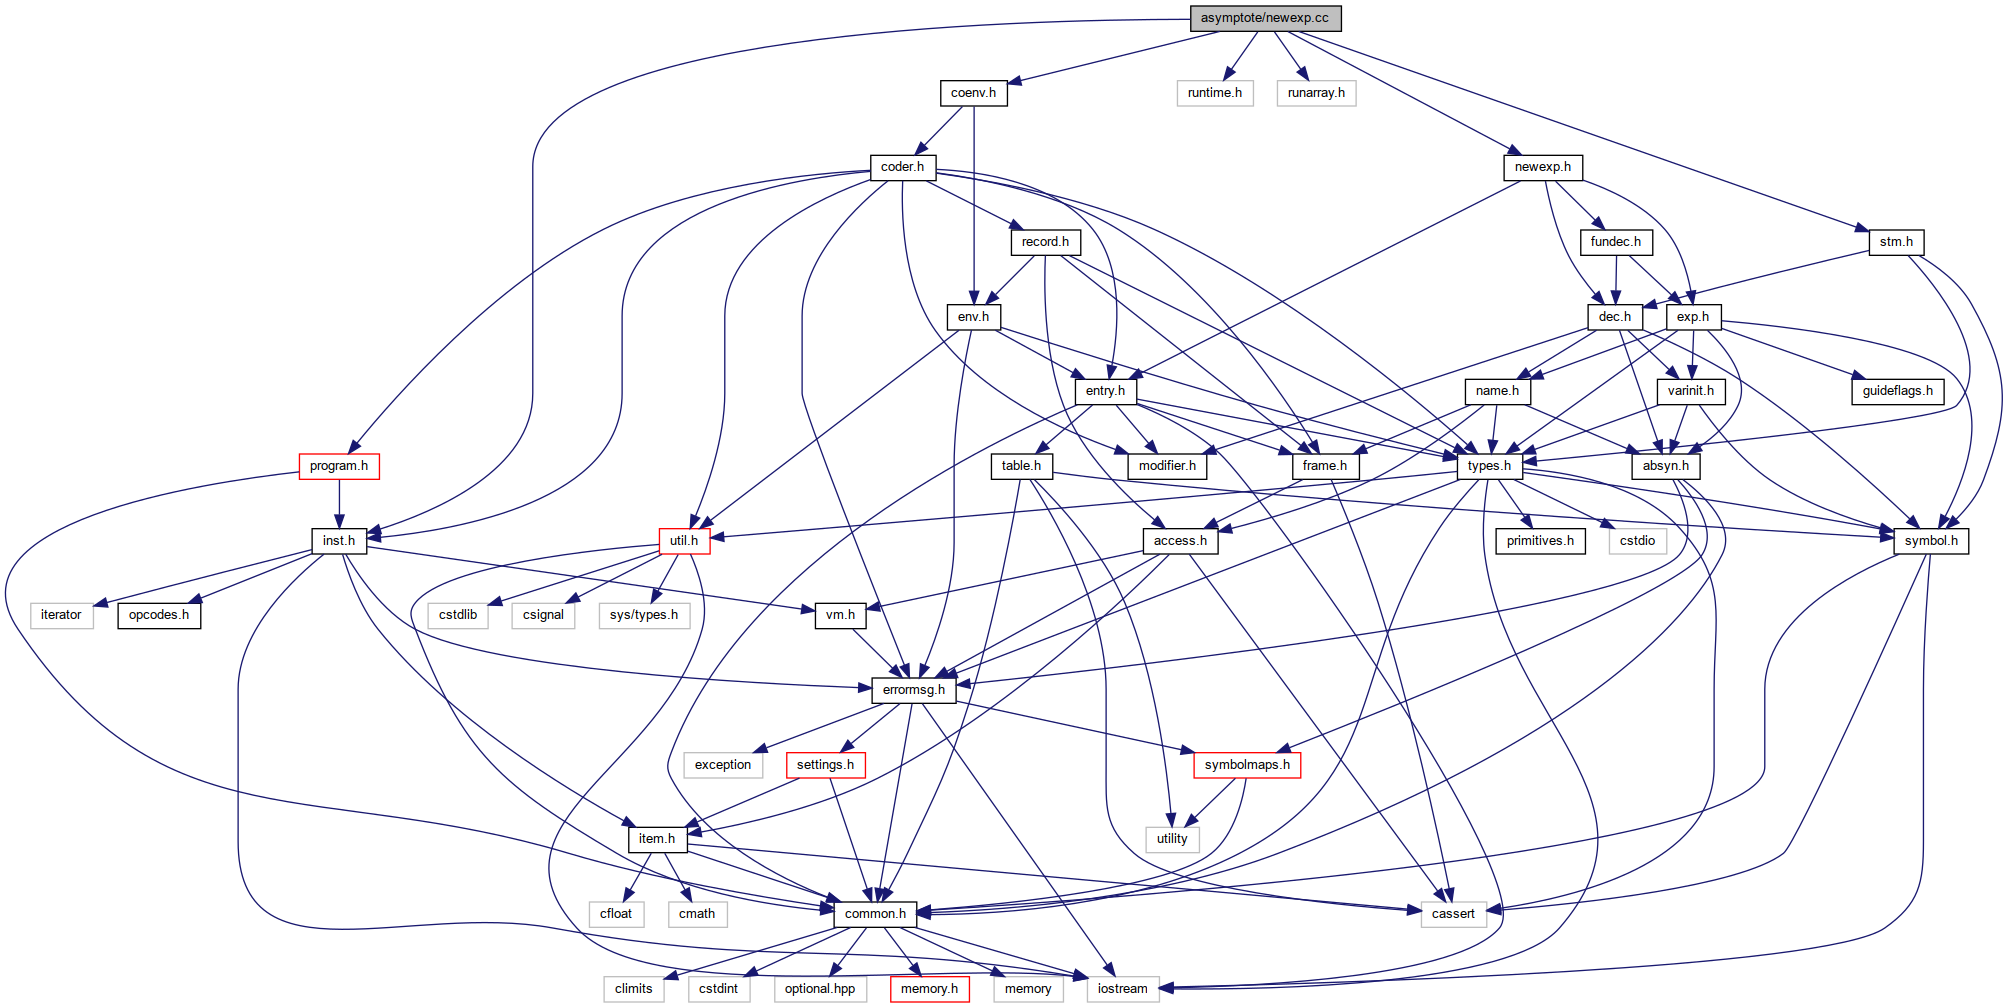 asymptote/newexp.cc
coenv.h
runtime.h
runarray.h
coder.h
newexp.h
record.h
fundec.h
stm.h
env.h
dec.h
exp.h
entry.h
name.h
varinit.h
guideflags.h
program.h
table.h
modifier.h
frame.h
types.h
absyn.h
inst.h
util.h
access.h
primitives.h
cstdio
symbol.h
iterator
opcodes.h
cstdlib
csignal
sys/types.h
vm.h
errormsg.h
exception
settings.h
symbolmaps.h
item.h
utility
cfloat
cmath
common.h
cassert
climits
cstdint
optional.hpp
memory.h
memory
iostream